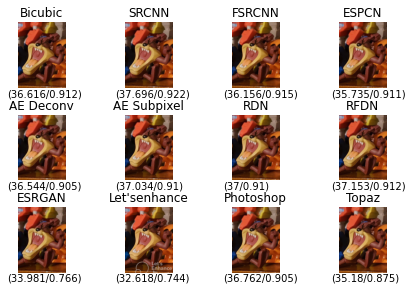 Bicubic SRCNN FSRCNN ESPCN
(36.616/0.912) (37.696/0.922) (36.156/0.915) (35.735/0.911)
AE Deconv AE Subpixel RDN RFDN
(36.544/0.905) (37.034/0.91) (37/0.91) (37.153/0.912)
ESRGAN Let'senhance Photoshop Topaz
(33.981/0.766) (32.618/0.744) (36.762/0.905) (35.18/0.875)